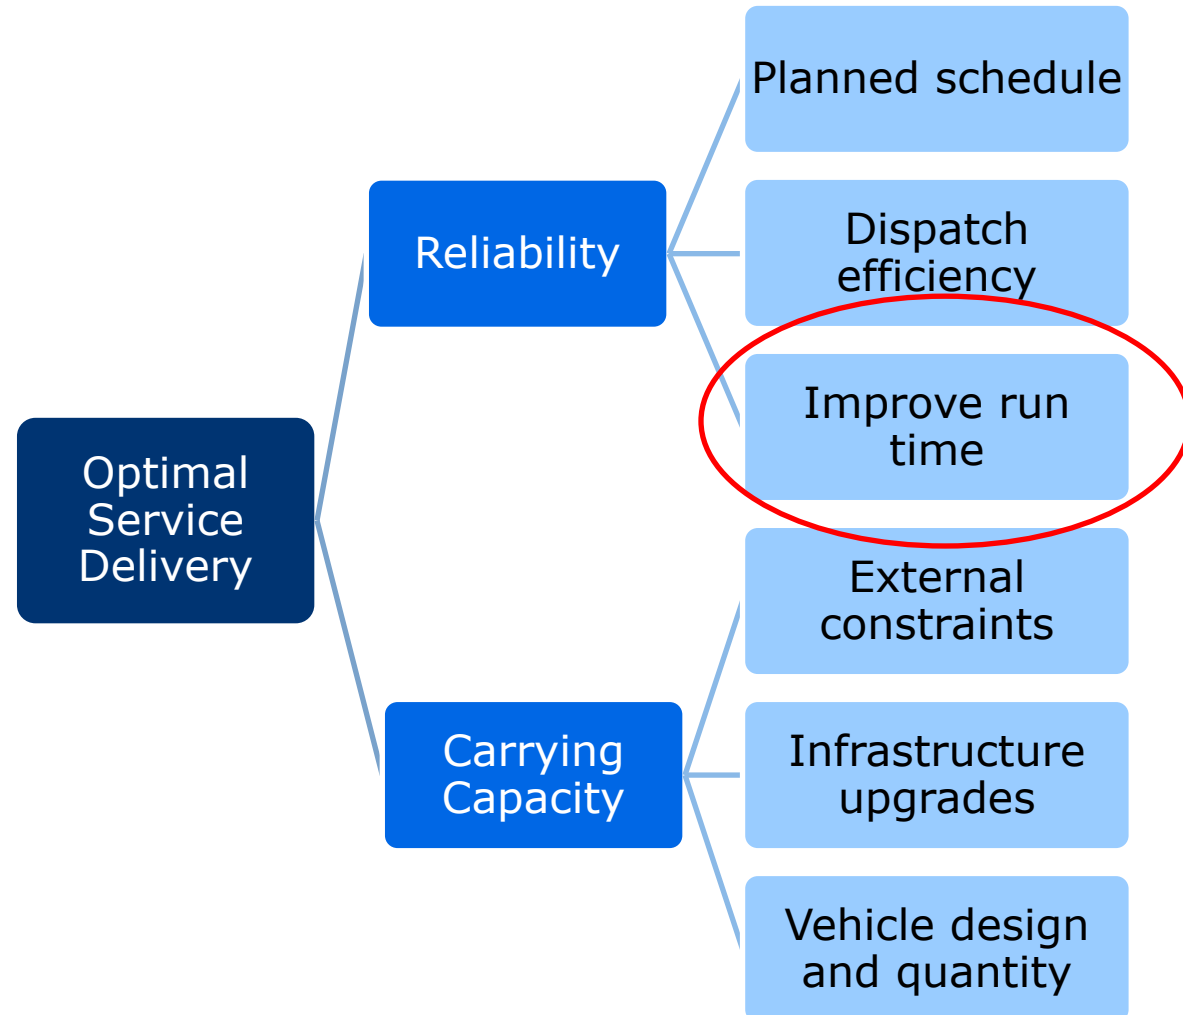 Planned schedule
Reliability
Dispatch
efficiency
Improve run
time
Optimal
Service
Delivery
External
constraints
Carrying
Capacity
Infrastructure
upgrades
Vehicle design
and quantity